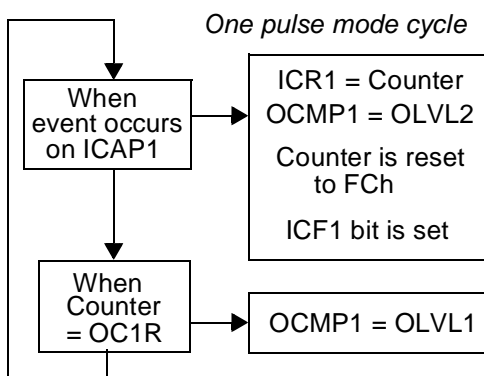 One pulse mode cycle
When
event occurs
on ICAP1
ICR1 = Counter
OCMP1 = OLVL2
Counter is reset
to FCh
ICF1 bit is set
When
Counter
= OC1R
OCMP1 = OLVL1